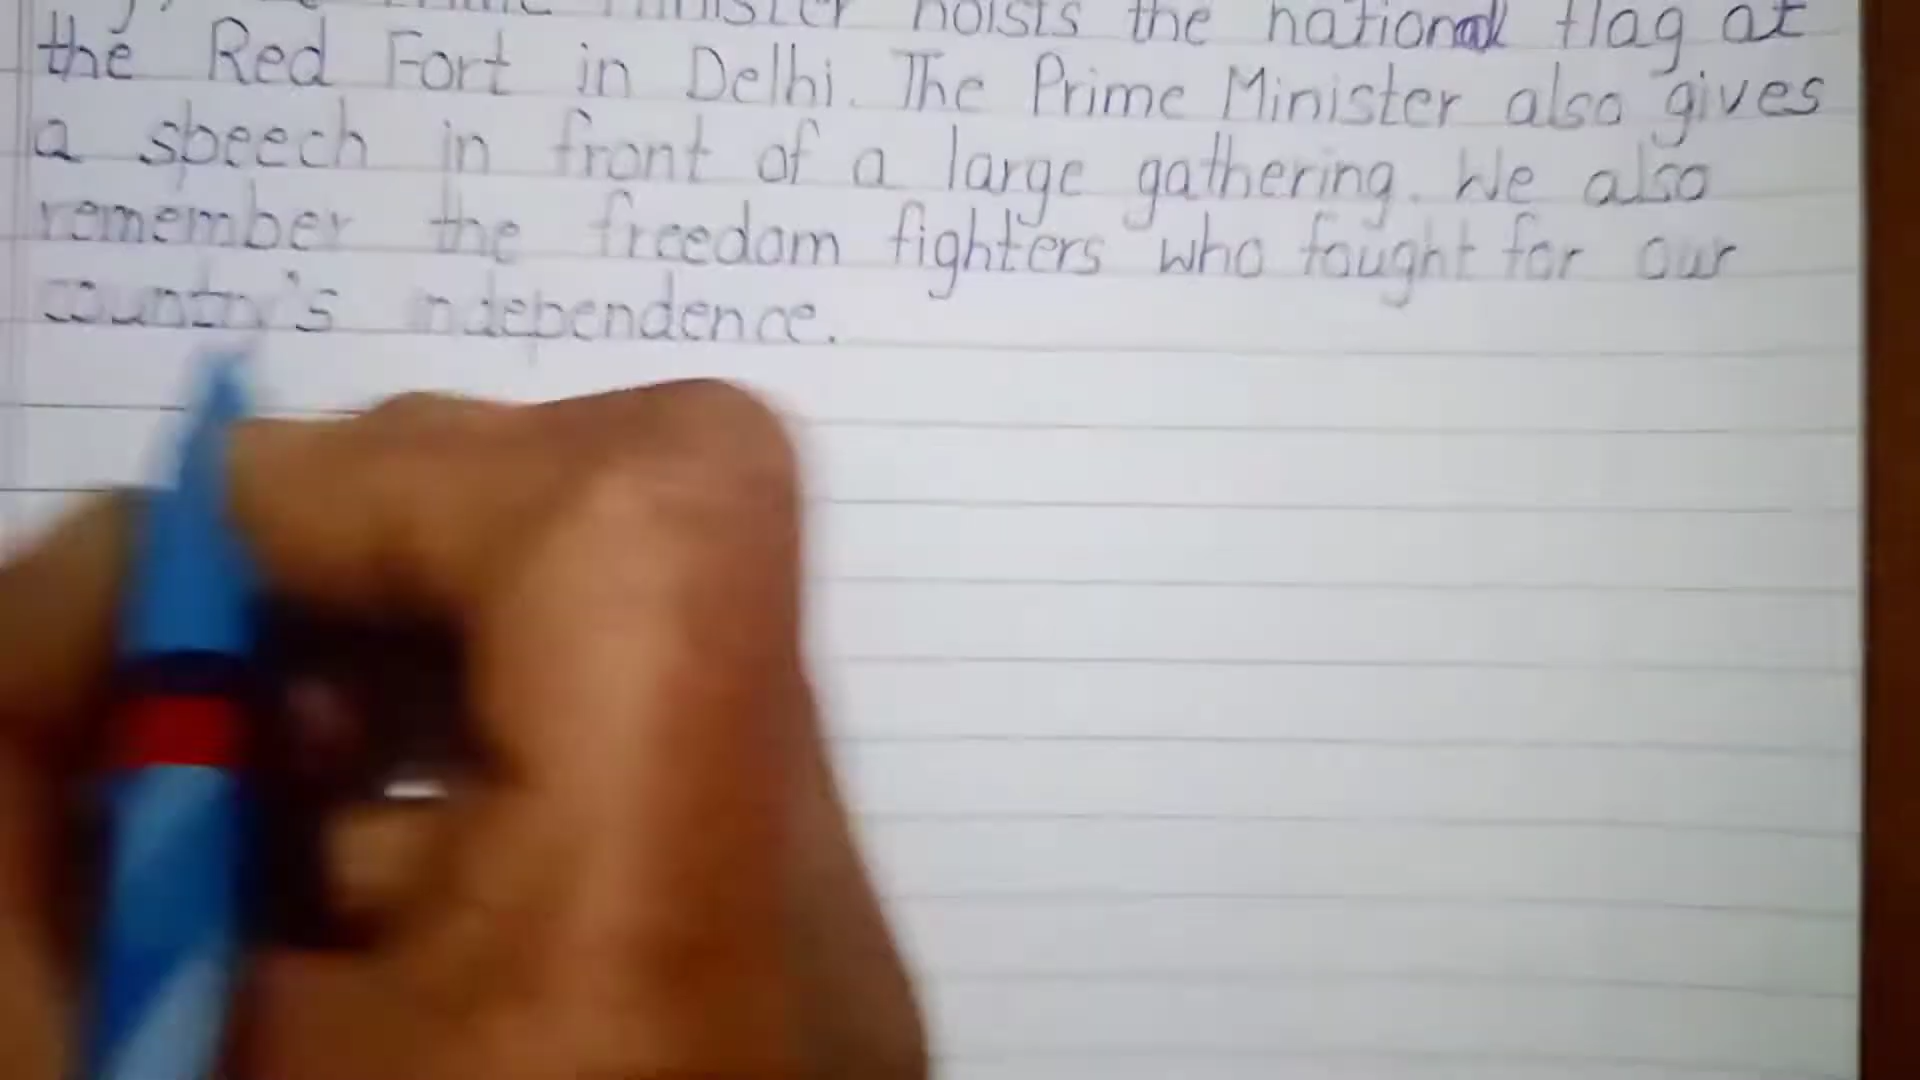 Minister hoists the national flag at
the Red Fort in Delhi. The Prime Minister also gives
a speech in front of a large gathering. We also
remember the freedom fighters who fought for our
country's independence.